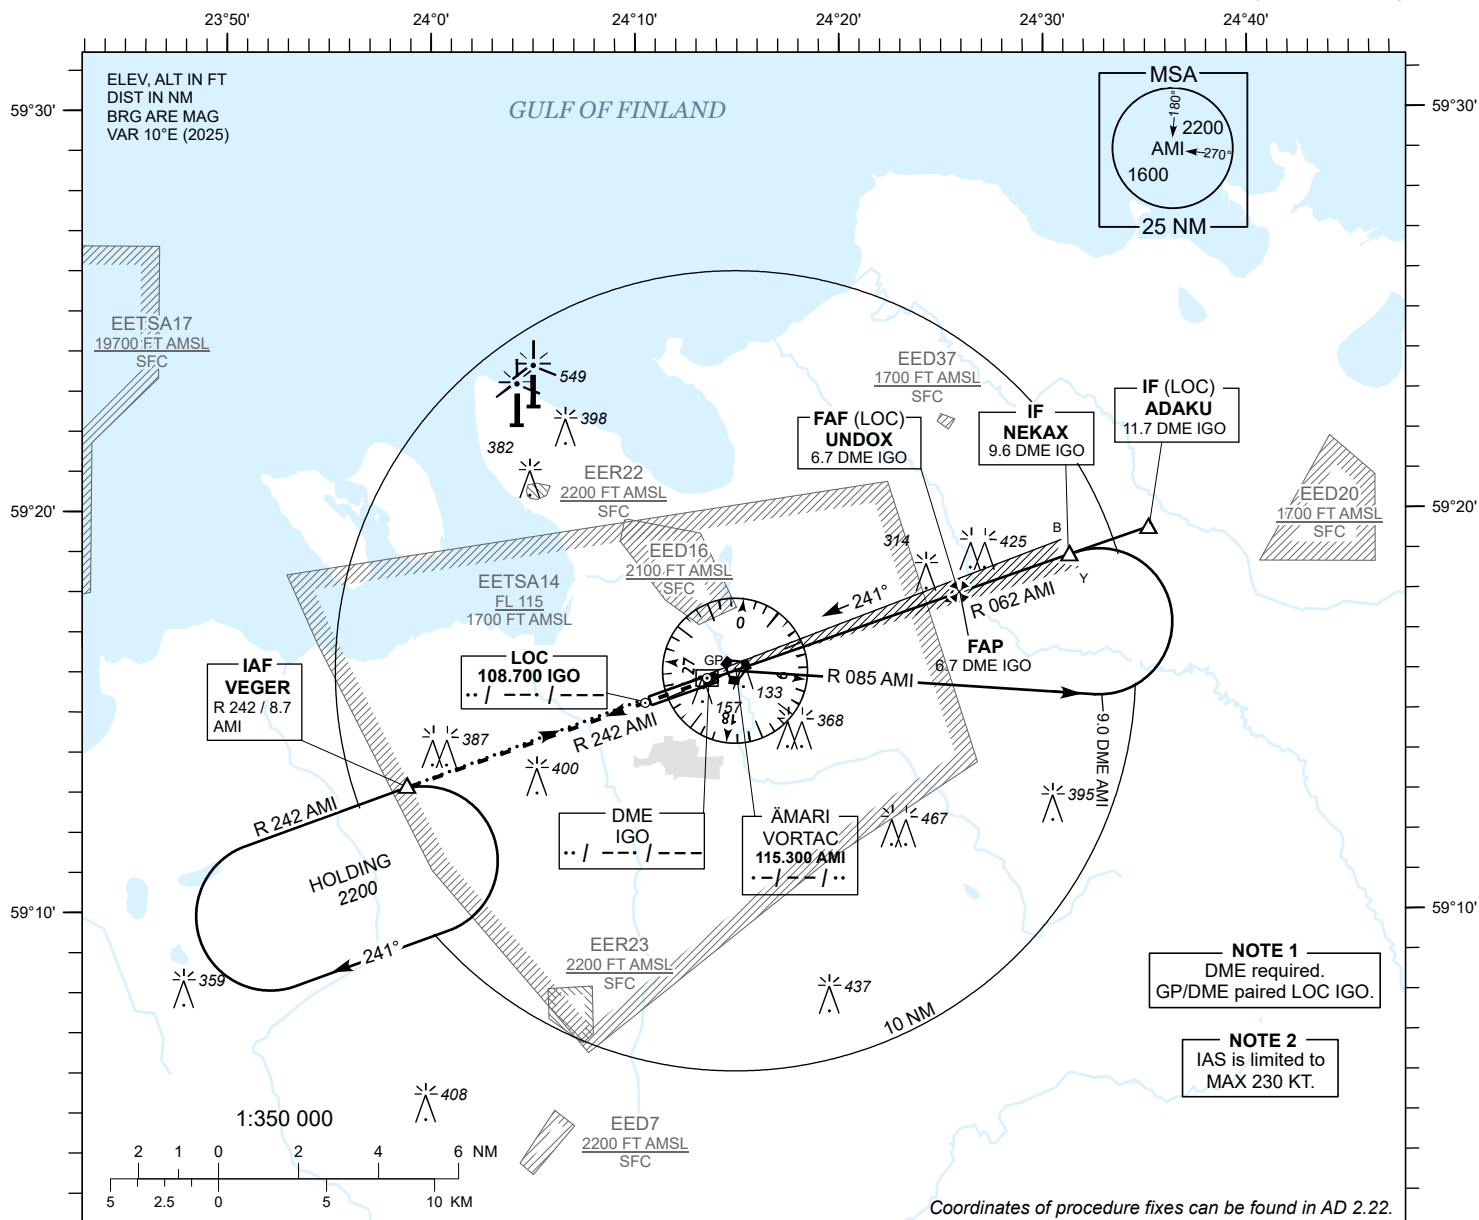 23°50'
24°0'
24°10'
24°20'
24°30'
24°40'
ELEV, ALT IN FT
DIST IN NM
BRG ARE MAG
VAR 10°E (2025)
GULF OF FINLAND
MSA
180°
2200
AMI
270°
1600
25 NM
59°30'
59°30'
EETSA17
19700 FT AMSL
SFC
549
398
382
EED37
1700 FT AMSL
SFC
FAF (LOC)
UNDOX
6.7 DME IGO
IF
NEKAX
9.6 DME IGO
IF (LOC)
ADAKU
11.7 DME IGO
EER22
2200 FT AMSL
SFC
EED20
1700 FT AMSL
SFC
59°20'
59°20'
EED16
2100 FT AMSL
SFC
314
425
B
Y
EETSA14
FL 115
1700 FT AMSL
241°
R 062 AMI
0
9
18
27
GP
FAP
6.7 DME IGO
LOC
108.700 IGO
IAF
VEGER
R 242 / 8.7
AMI
133
157
R 085 AMI
R 242 AMI
368
387
400
9.0 DME AMI
395
R 242 AMI
DME
IGO
ÄMARI
VORTAC
115.300 AMI
467
HOLDING
2200
241°
59°10'
59°10'
EER23
2200 FT AMSL
SFC
359
437
10 NM
NOTE 1
DME required.
GP/DME paired LOC IGO.
NOTE 2
IAS is limited to
MAX 230 KT.
408
1:350 000
EED7
2200 FT AMSL
SFC
2 1 0 2 4 6 NM
5 2.5 0 5 10 KM
Coordinates of procedure fixes can be found in AD 2.22.